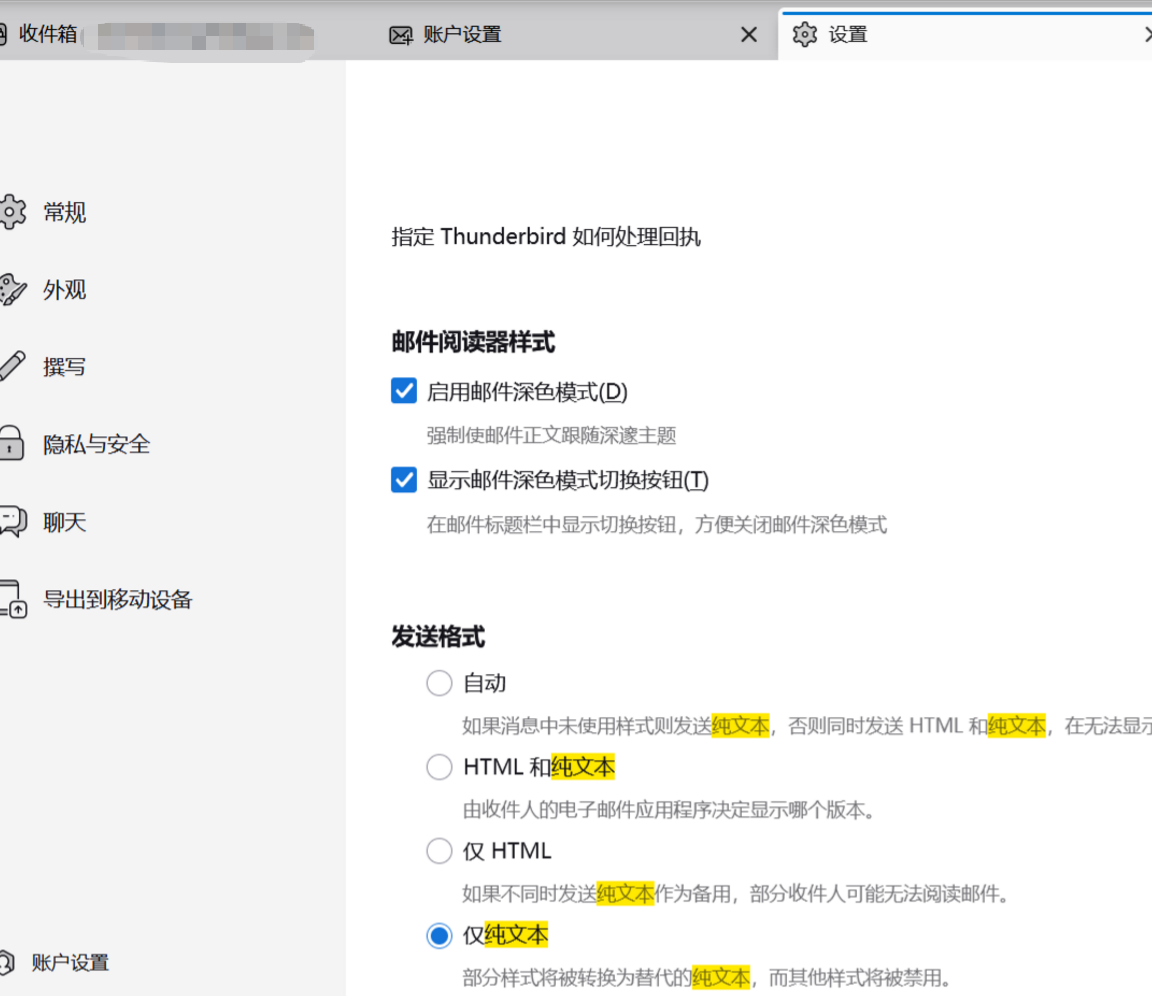 收件箱
账户设置
设置
常规
外观
撰写
隐私与安全
聊天
导出到移动设备
账户设置
指定 Thunderbird 如何处理回执
邮件阅读器样式
启用邮件深色模式(D)
强制使邮件正文跟随深邃主题
显示邮件深色模式切换按钮(T)
在邮件标题栏中显示切换按钮，方便关闭邮件深色模式
发送格式
自动
如果消息中未使用样式则发送纯文本，否则同时发送 HTML 和纯文本，在无法显示
HTML 和纯文本
由收件人的电子邮件应用程序决定显示哪个版本。
仅 HTML
如果不同时发送纯文本作为备用，部分收件人可能无法阅读邮件。
仅纯文本
部分样式将被转换为替代的纯文本，而其他样式将被禁用。